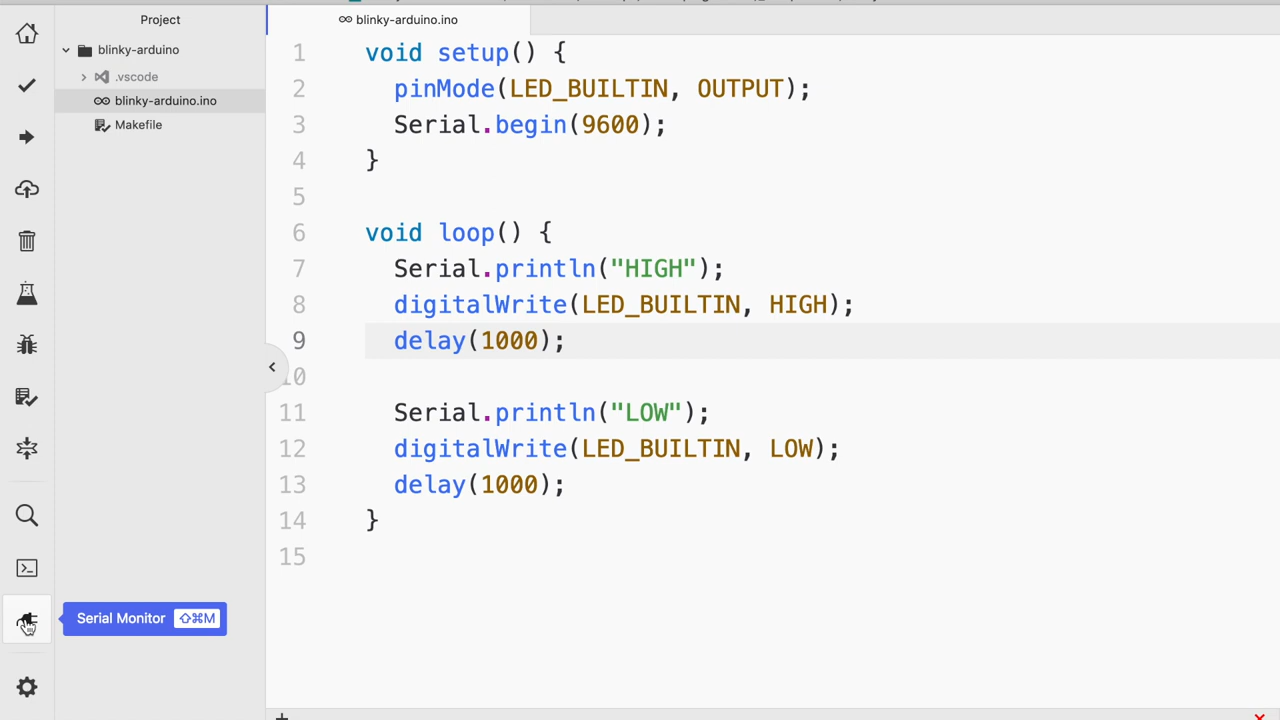 Project
blinky-arduino
.vscode
blinky-arduino.ino
Makefile
Serial Monitor ⇧⌘M
blinky-arduino.ino
1 void setup() {
2 pinMode(LED_BUILTIN, OUTPUT);
3 Serial.begin(9600);
4 }
5
6 void loop() {
7 Serial.println("HIGH");
8 digitalWrite(LED_BUILTIN, HIGH);
9 delay(1000);
10
11 Serial.println("LOW");
12 digitalWrite(LED_BUILTIN, LOW);
13 delay(1000);
14 }
15